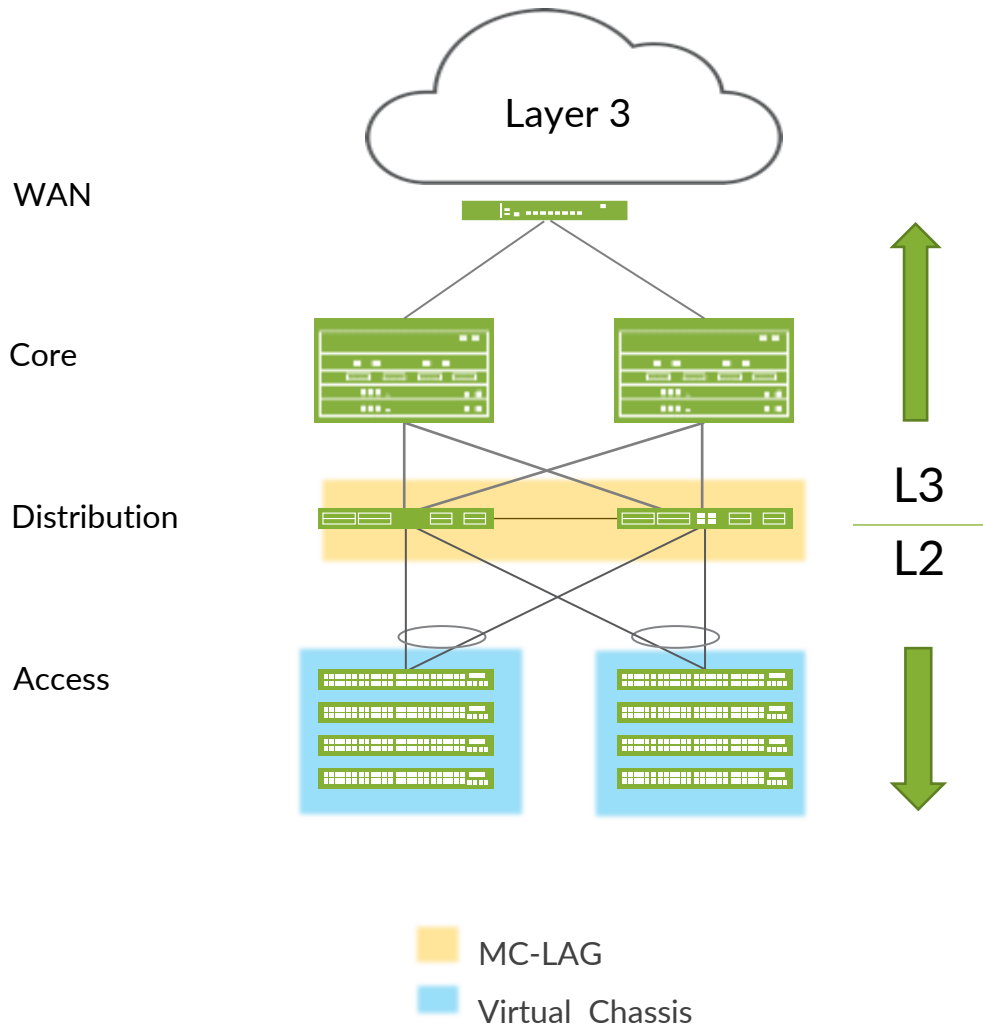 Layer 3
WAN
Core
L3
Distribution
L2
Access
MC-LAG
Virtual Chassis